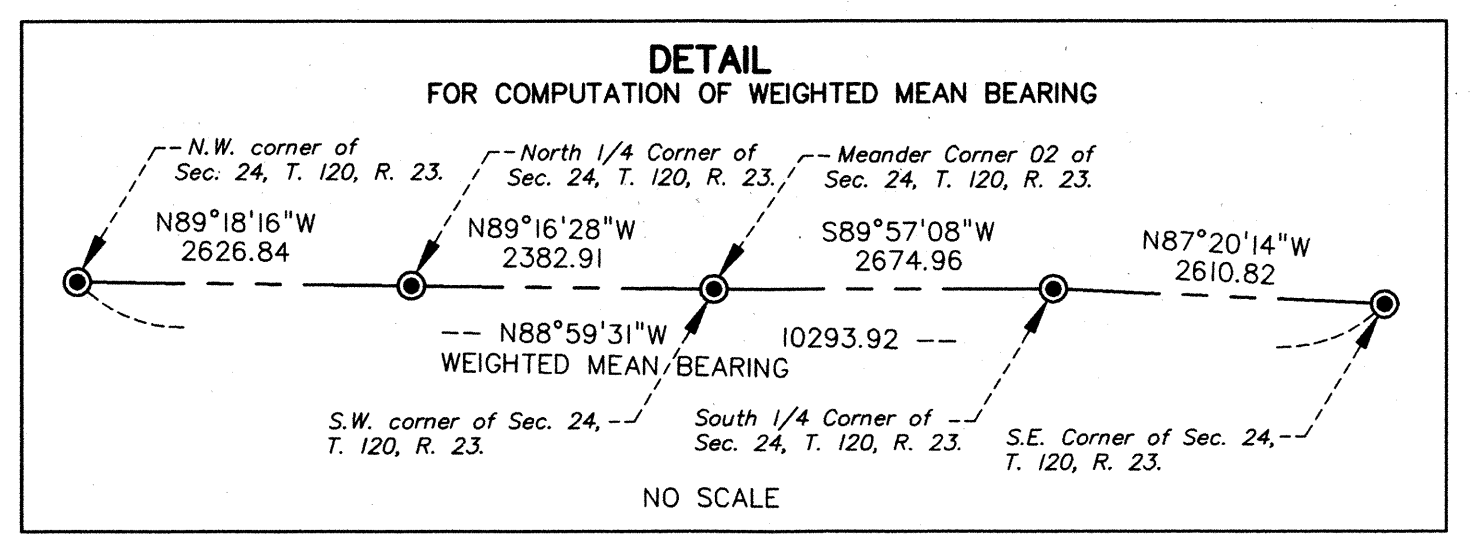 DETAIL
FOR COMPUTATION OF WEIGHTED MEAN BEARING
N.W. corner of
Sec. 24, T. 120, R. 23.
North 1/4 Corner of
Sec. 24, T. 120, R. 23.
Meander Corner 02 of
Sec. 24, T. 120, R. 23.
N89°18'16"W
2626.84
N89°16'28"W
2382.91
S89°57'08"W
2674.96
N87°20'14"W
2610.82
N88°59'31"W 10293.92
WEIGHTED MEAN BEARING
S.W. corner of Sec. 24,
T. 120, R. 23.
South 1/4 Corner of
Sec. 24, T. 120, R. 23.
S.E. Corner of Sec. 24,
T. 120, R. 23.
NO SCALE